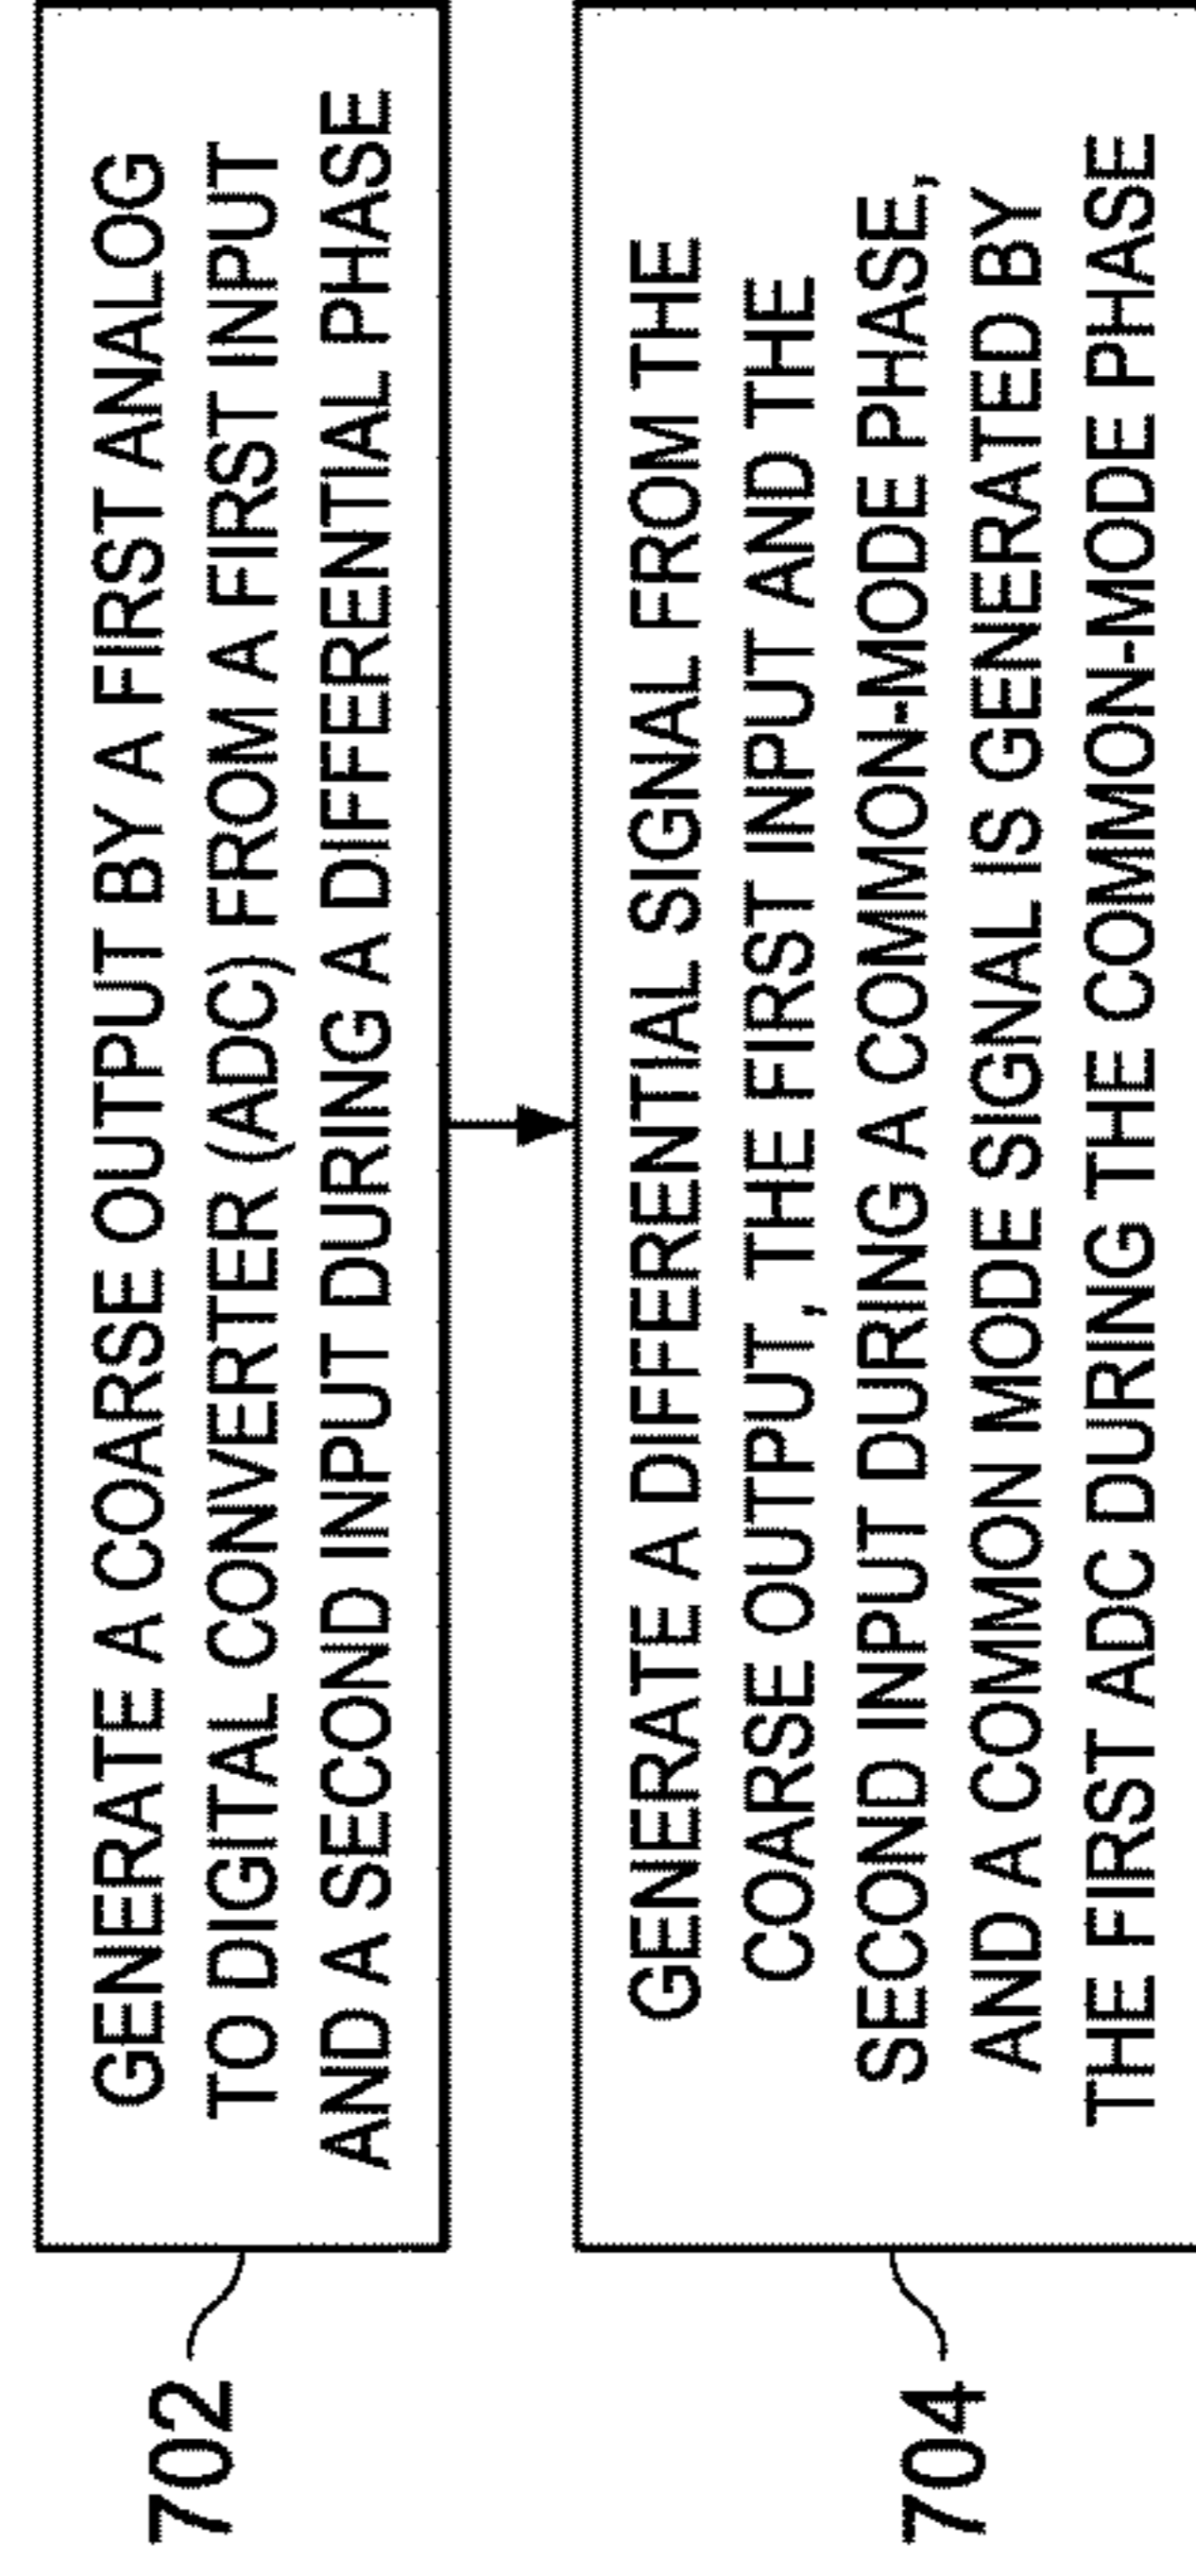 702
GENERATE A COARSE OUTPUT BY A FIRST ANALOG
TO DIGITAL CONVERTER (ADC) FROM A FIRST INPUT
AND A SECOND INPUT DURING A DIFFERENTIAL PHASE
704
GENERATE A DIFFERENTIAL SIGNAL FROM THE
COARSE OUTPUT, THE FIRST INPUT AND THE
SECOND INPUT DURING A COMMON-MODE PHASE,
AND A COMMON MODE SIGNAL IS GENERATED BY
THE FIRST ADC DURING THE COMMON-MODE PHASE